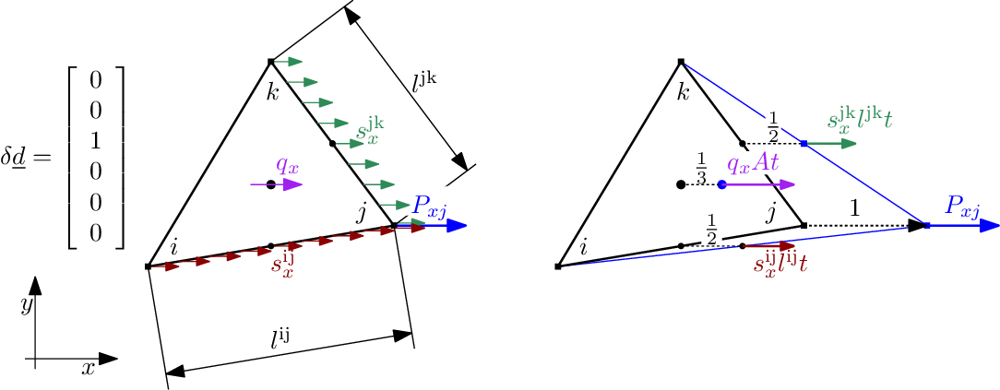 δd = [ 0 0 1 0 0 0 ]
k
l^jk
s_x^jk
q_x
P_xj
j
i
s_x^ij
l^ij
y
x
k
1/2
s_x^jk l^jk t
1/3
q_x At
j
1
P_xj
1/2
i
s_x^ij l^ij t